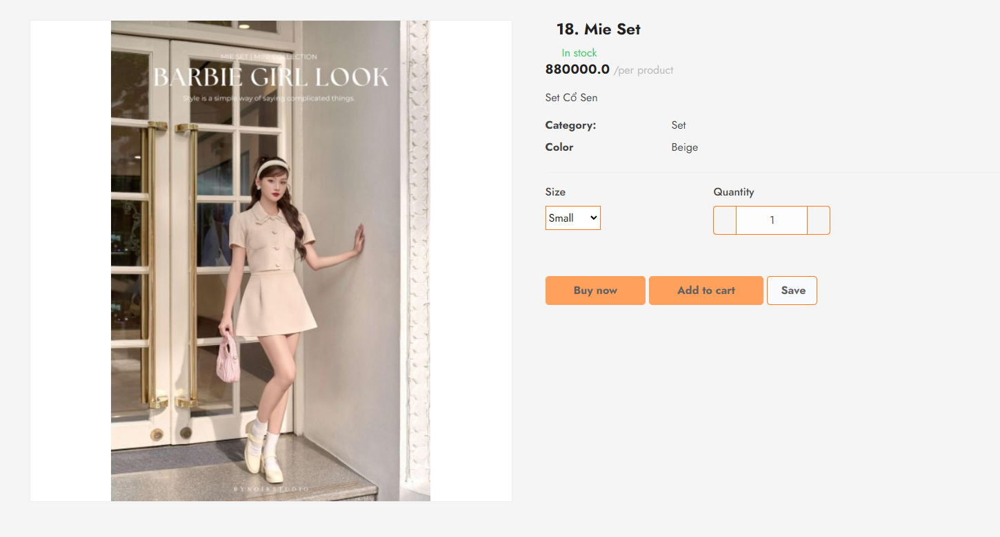 MIE SET | MINI COLLECTION
BARBIE GIRL LOOK
Style is a simple way of saying complicated things.
BYNOIRSTUDIO
18. Mie Set
In stock
880000.0 /per product
Set Cổ Sen
Category: Set
Color Beige
Size Quantity
Small 1
Buy now Add to cart Save